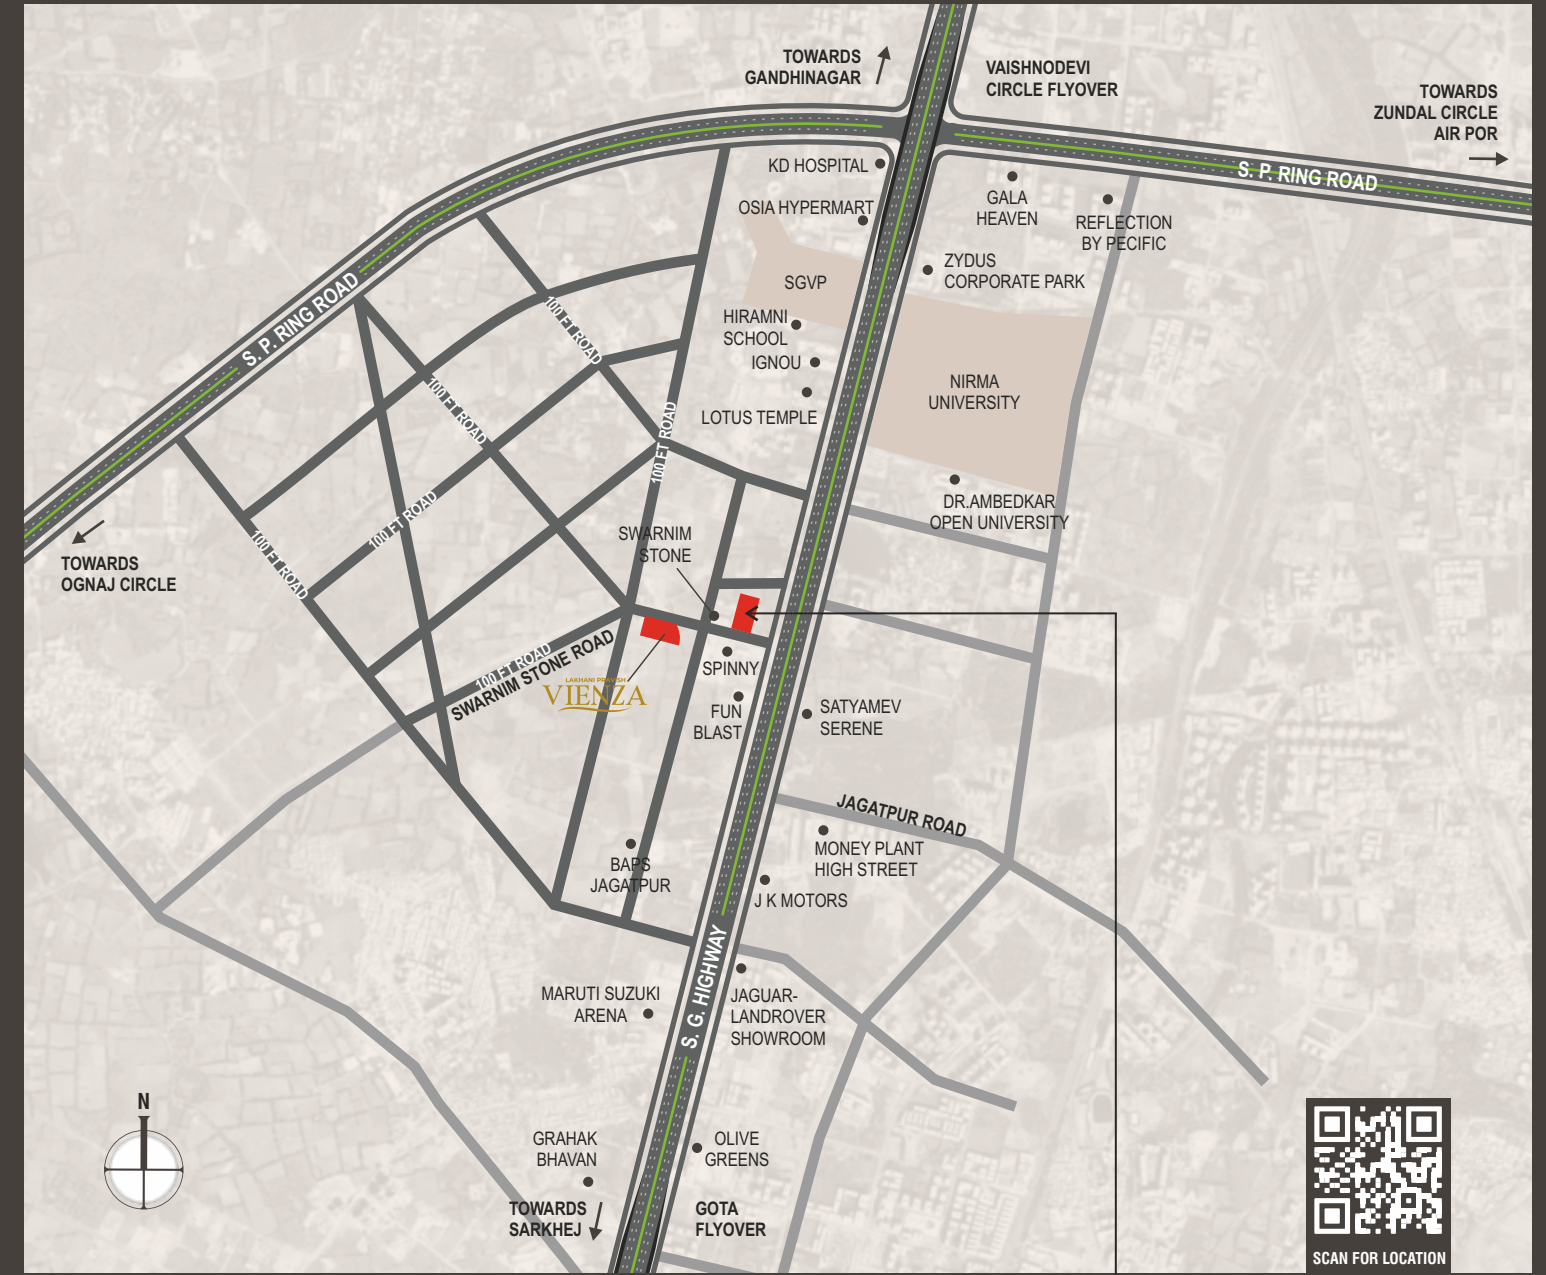 TOWARDS
GANDHINAGAR
VAISHNODEVI
CIRCLE FLYOVER
TOWARDS
ZUNDAL CIRCLE
AIR POR
S. P. RING ROAD
KD HOSPITAL
GALA
HEAVEN
OSIA HYPERMART
REFLECTION
BY PECIFIC
ZYDUS
CORPORATE PARK
SGVP
S. P. RING ROAD
100 FT ROAD
HIRAMNI
SCHOOL
IGNOU
NIRMA
UNIVERSITY
100 FT ROAD
LOTUS TEMPLE
100 FT ROAD
100 FT ROAD
DR.AMBEDKAR
OPEN UNIVERSITY
SWARNIM
STONE
100 FT ROAD
TOWARDS
OGNAJ CIRCLE
100 FT ROAD
SWARNIM STONE ROAD
SPINNY
LAKHANI PRAVISH
VIENZA
FUN
BLAST
SATYAMEV
SERENE
JAGATPUR ROAD
MONEY PLANT
HIGH STREET
BAPS
JAGATPUR
J K MOTORS
S. G. HIGHWAY
MARUTI SUZUKI
ARENA
JAGUAR-
LANDROVER
SHOWROOM
N
GRAHAK
BHAVAN
OLIVE
GREENS
TOWARDS
SARKHEJ
GOTA
FLYOVER
SCAN FOR LOCATION